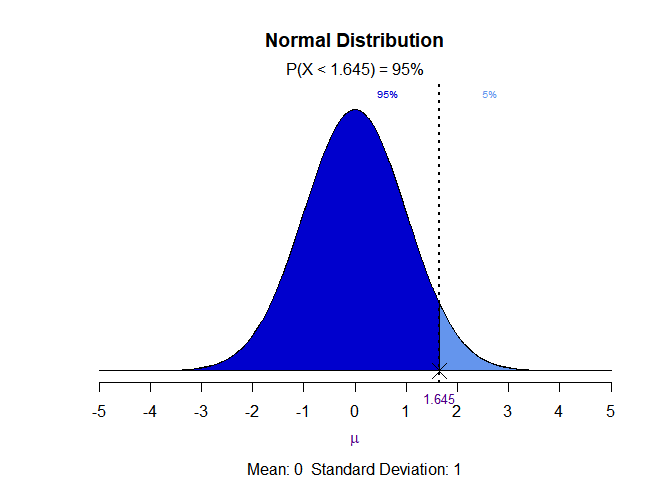 Normal Distribution
P(X < 1.645) = 95%
95% 5%
1.645
-5 -4 -3 -2 -1 0 1 2 3 4 5
μ
Mean: 0  Standard Deviation: 1